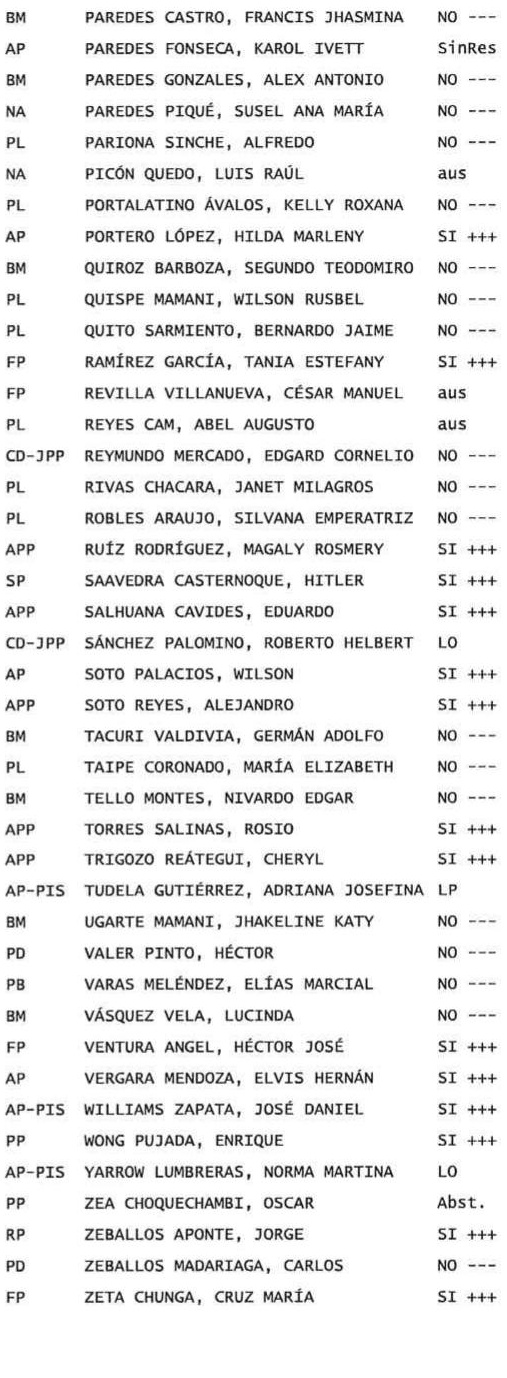 BM PAREDES CASTRO, FRANCIS JHASMINA NO ---
AP PAREDES FONSECA, KAROL IVETT SinRes
BM PAREDES GONZALES, ALEX ANTONIO NO ---
NA PAREDES PIQUÉ, SUSEL ANA MARÍA NO ---
PL PARIONA SINCHE, ALFREDO NO ---
NA PICÓN QUEDO, LUIS RAÚL aus
PL PORTALATINO ÁVALOS, KELLY ROXANA NO ---
AP PORTERO LÓPEZ, HILDA MARLENY SI +++
BM QUIROZ BARBOZA, SEGUNDO TEODOMIRO NO ---
PL QUISPE MAMANI, WILSON RUSBEL NO ---
PL QUITO SARMIENTO, BERNARDO JAIME NO ---
FP RAMÍREZ GARCÍA, TANIA ESTEFANY SI +++
FP REVILLA VILLANUEVA, CÉSAR MANUEL aus
PL REYES CAM, ABEL AUGUSTO aus
CD-JPP REYMUNDO MERCADO, EDGARD CORNELIO NO ---
PL RIVAS CHACARA, JANET MILAGROS NO ---
PL ROBLES ARAUJO, SILVANA EMPERATRIZ NO ---
APP RUÍZ RODRÍGUEZ, MAGALY ROSMERY SI +++
SP SAAVEDRA CASTERNOQUE, HITLER SI +++
APP SALHUANA CAVIDES, EDUARDO SI +++
CD-JPP SÁNCHEZ PALOMINO, ROBERTO HELBERT LO
AP SOTO PALACIOS, WILSON SI +++
APP SOTO REYES, ALEJANDRO SI +++
BM TACURI VALDIVIA, GERMÁN ADOLFO NO ---
PL TAIPE CORONADO, MARÍA ELIZABETH NO ---
BM TELLO MONTES, NIVARDO EDGAR NO ---
APP TORRES SALINAS, ROSIO SI +++
APP TRIGOZO REÁTEGUI, CHERYL SI +++
AP-PIS TUDELA GUTIÉRREZ, ADRIANA JOSEFINA LP
BM UGARTE MAMANI, JHAKELINE KATY NO ---
PD VALER PINTO, HÉCTOR NO ---
PB VARAS MELÉNDEZ, ELÍAS MARCIAL NO ---
BM VÁSQUEZ VELA, LUCINDA NO ---
FP VENTURA ANGEL, HÉCTOR JOSÉ SI +++
AP VERGARA MENDOZA, ELVIS HERNÁN SI +++
AP-PIS WILLIAMS ZAPATA, JOSÉ DANIEL SI +++
PP WONG PUJADA, ENRIQUE SI +++
AP-PIS YARROW LUMBRERAS, NORMA MARTINA LO
PP ZEA CHOQUECHAMBI, OSCAR Abst.
RP ZEBALLOS APONTE, JORGE SI +++
PD ZEBALLOS MADARIAGA, CARLOS NO ---
FP ZETA CHUNGA, CRUZ MARÍA SI +++